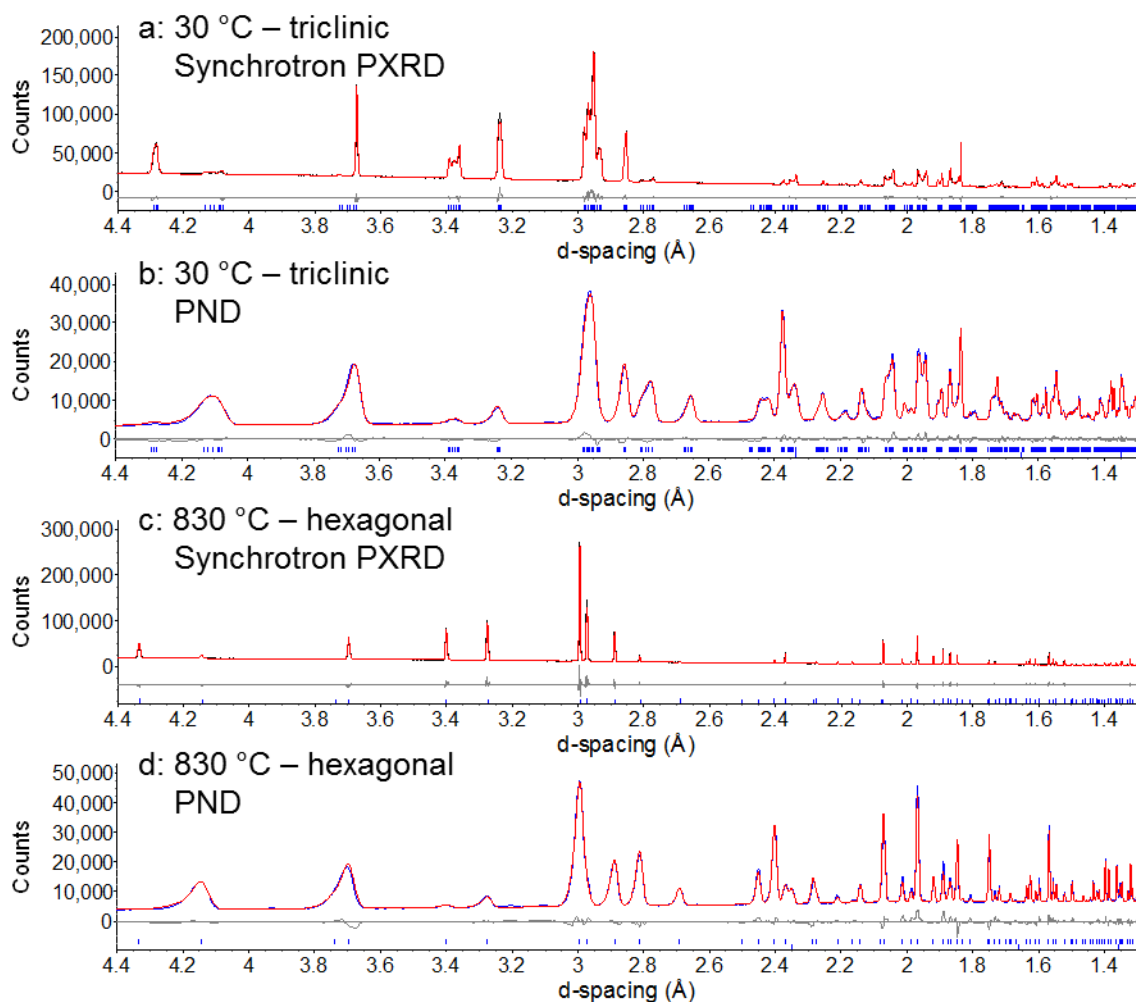 a: 30 °C – triclinic
Synchrotron PXRD
Counts
200,000
150,000
100,000
50,000
0
4.4 4.2 4 3.8 3.6 3.4 3.2 3 2.8 2.6 2.4 2.2 2 1.8 1.6 1.4
d-spacing (Å)
b: 30 °C – triclinic
PND
Counts
40,000
30,000
20,000
10,000
0
4.4 4.2 4 3.8 3.6 3.4 3.2 3 2.8 2.6 2.4 2.2 2 1.8 1.6 1.4
d-spacing (Å)
c: 830 °C – hexagonal
Synchrotron PXRD
Counts
300,000
200,000
100,000
0
4.4 4.2 4 3.8 3.6 3.4 3.2 3 2.8 2.6 2.4 2.2 2 1.8 1.6 1.4
d-spacing (Å)
d: 830 °C – hexagonal
PND
Counts
50,000
40,000
30,000
20,000
10,000
0
4.4 4.2 4 3.8 3.6 3.4 3.2 3 2.8 2.6 2.4 2.2 2 1.8 1.6 1.4
d-spacing (Å)